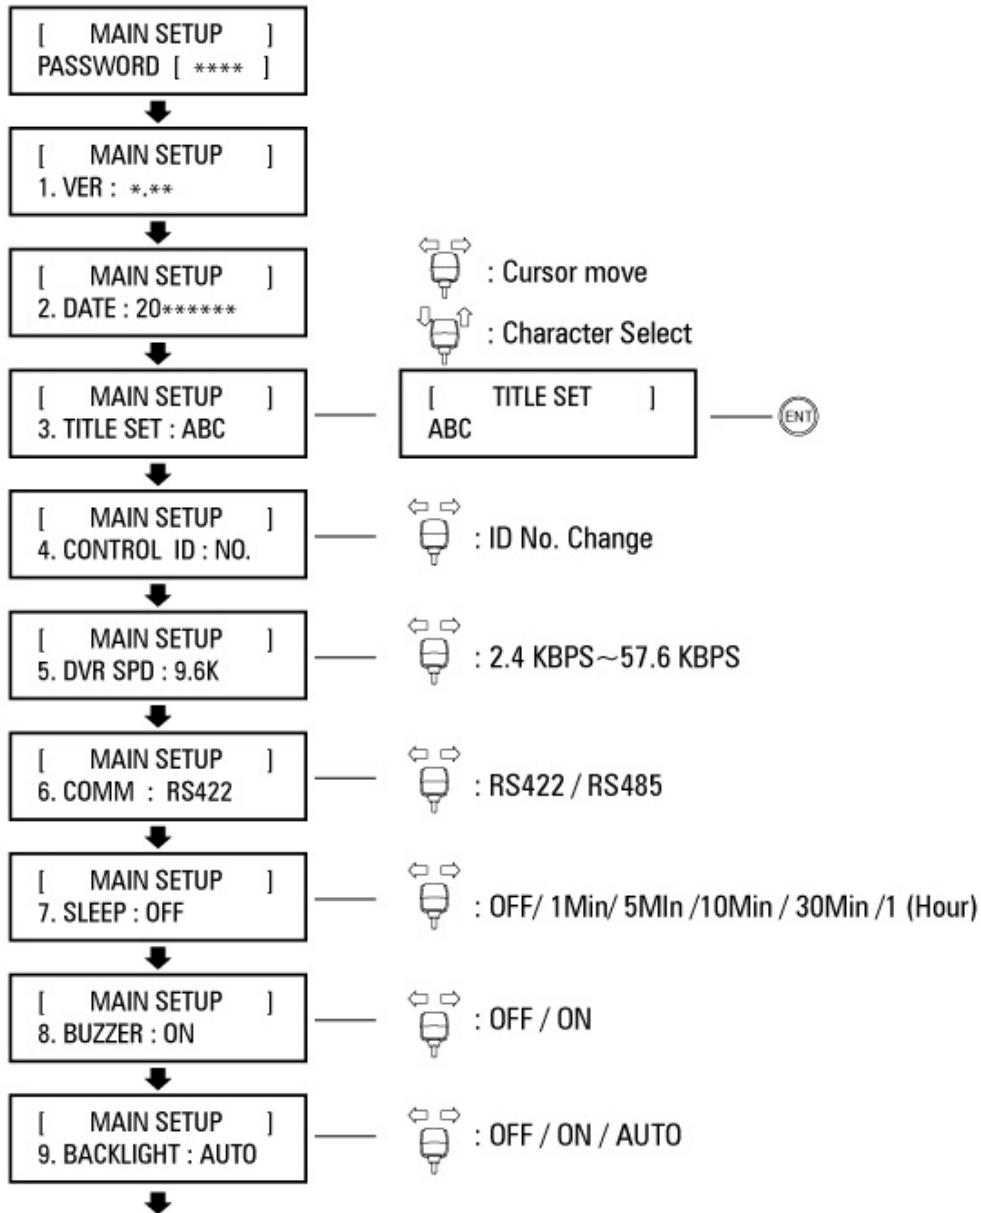 [ MAIN SETUP ]
PASSWORD [ **** ]
[ MAIN SETUP ]
1. VER : *.**
[ MAIN SETUP ]
2. DATE : 20******
: Cursor move
: Character Select
[ MAIN SETUP ]
3. TITLE SET : ABC
[ TITLE SET ]
ABC
ENT
[ MAIN SETUP ]
4. CONTROL ID : NO.
: ID No. Change
[ MAIN SETUP ]
5. DVR SPD : 9.6K
: 2.4 KBPS~57.6 KBPS
[ MAIN SETUP ]
6. COMM : RS422
: RS422 / RS485
[ MAIN SETUP ]
7. SLEEP : OFF
: OFF/ 1Min/ 5MIn /10Min / 30Min /1 (Hour)
[ MAIN SETUP ]
8. BUZZER : ON
: OFF / ON
[ MAIN SETUP ]
9. BACKLIGHT : AUTO
: OFF / ON / AUTO